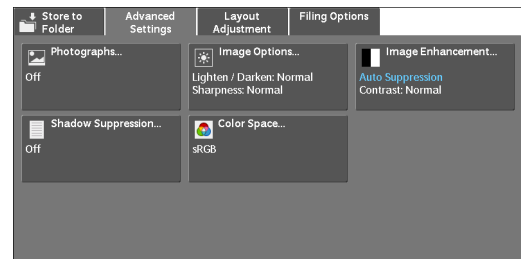 Store to
Folder
Advanced
Settings
Layout
Adjustment
Filing Options
Photographs...
Off
Image Options...
Lighten / Darken: Normal
Sharpness: Normal
Image Enhancement...
Auto Suppression
Contrast: Normal
Shadow Suppression...
Off
Color Space...
sRGB